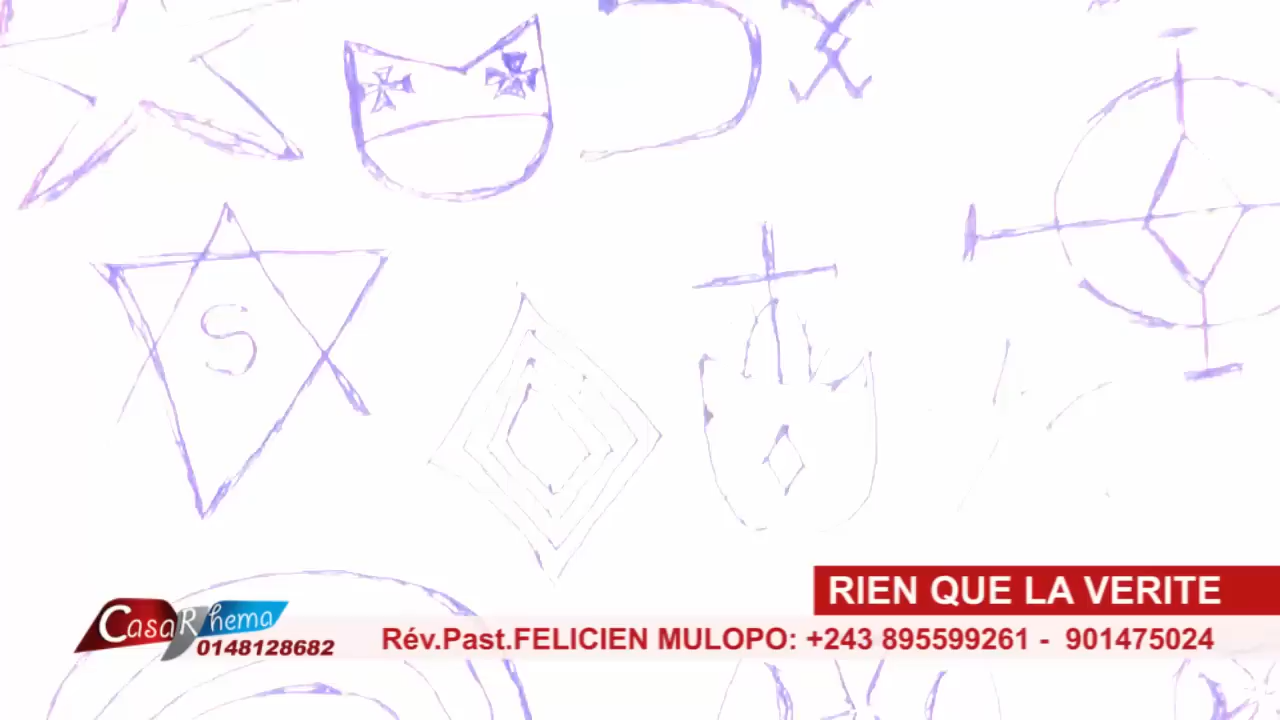 S
RIEN QUE LA VERITE
CasaRhema
0148128682
Rév.Past.FELICIEN MULOPO: +243 895599261 - 901475024